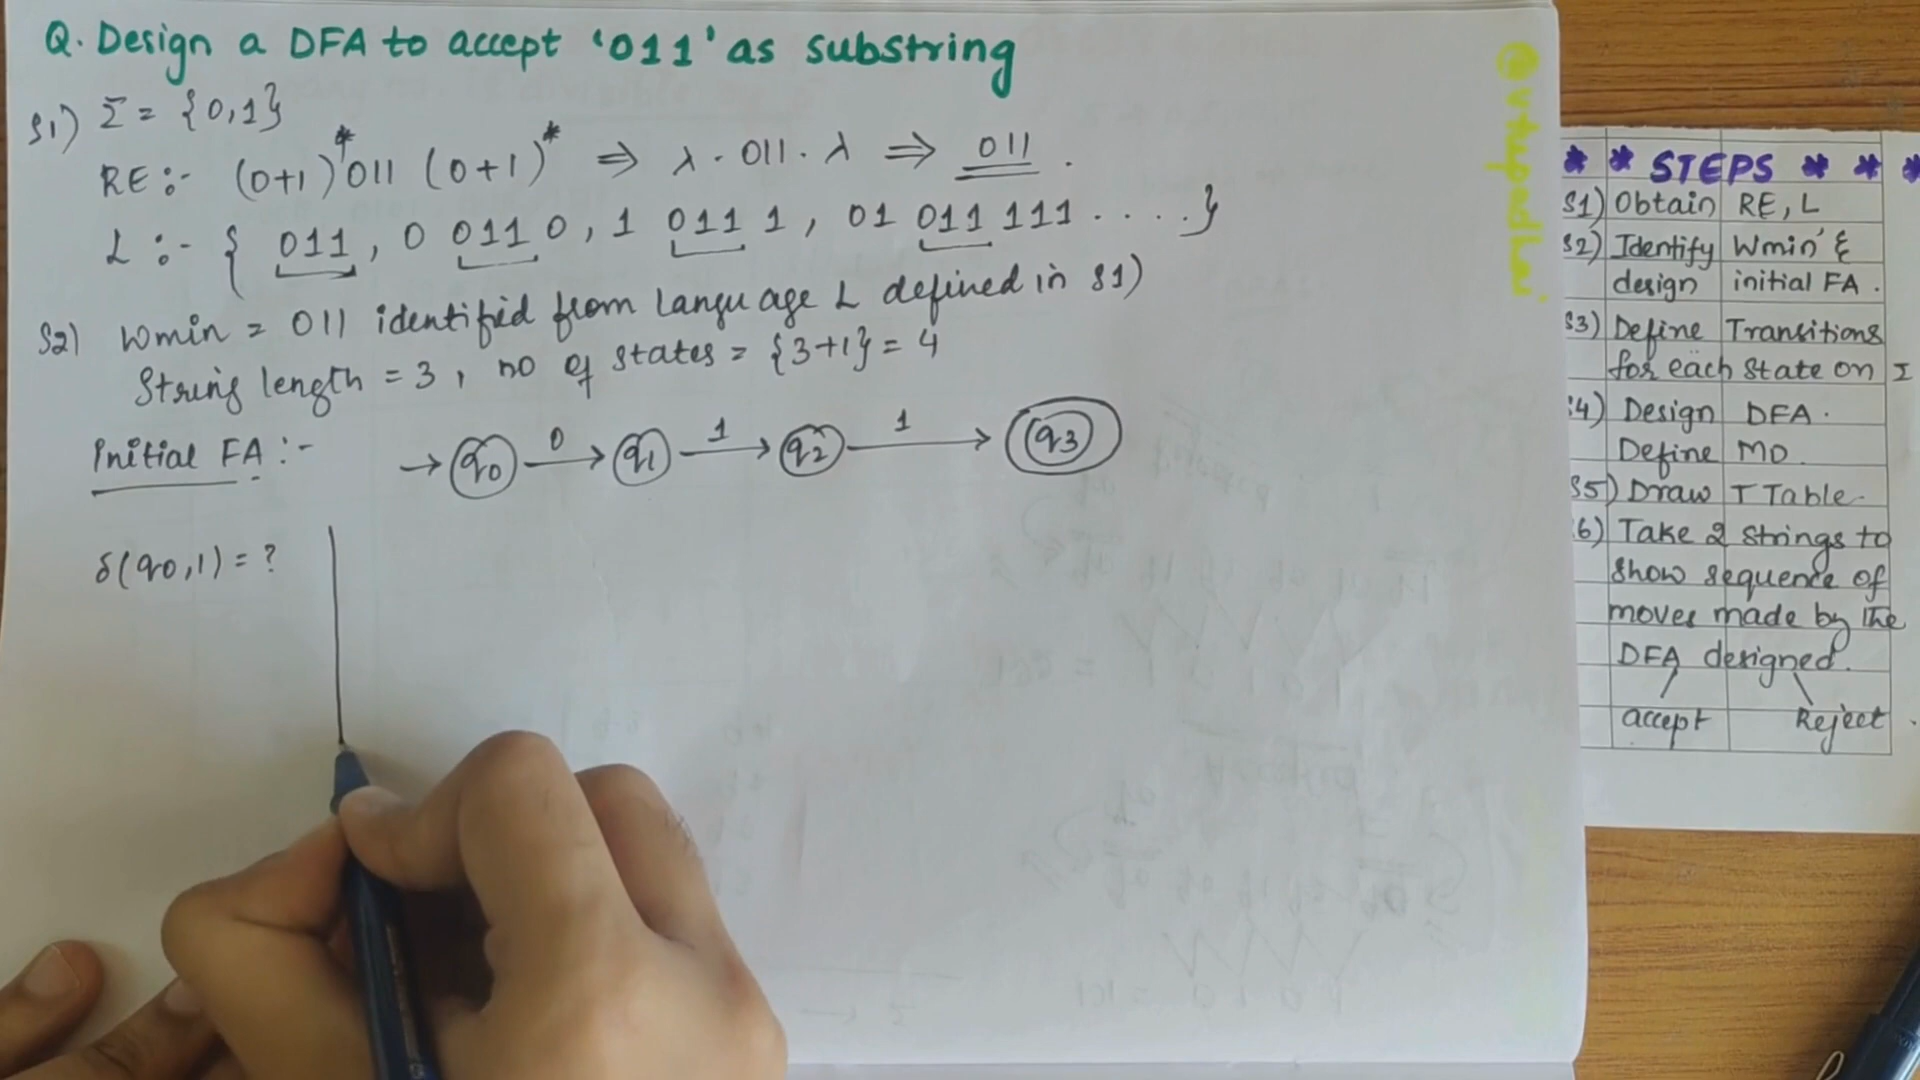 Q. Design a DFA to accept '011' as substring
S1) Σ = {0,1}
RE :- (0+1)* 011 (0+1)* ⇒ λ · 011 · λ ⇒ 011 .
L :- { 011 , 0 011 0 , 1 011 1 , 01 011 111 . . . . }
S2) Wmin = 011 identified from language L defined in S1)
String length = 3 , no of states = {3+1} = 4
Initial FA :- → q0 0 → q1 1 → q2 1 → q3
δ(q0,1) = ?
@vtupadhai
* * STEPS * * *
S1) Obtain RE, L
S2) Identify Wmin &
design initial FA .
S3) Define Transitions
for each state on Σ
:4) Design DFA .
Define MD .
S5) Draw T Table .
6) Take 2 strings to
show sequence of
moves made by the
DFA designed.
accept Reject .